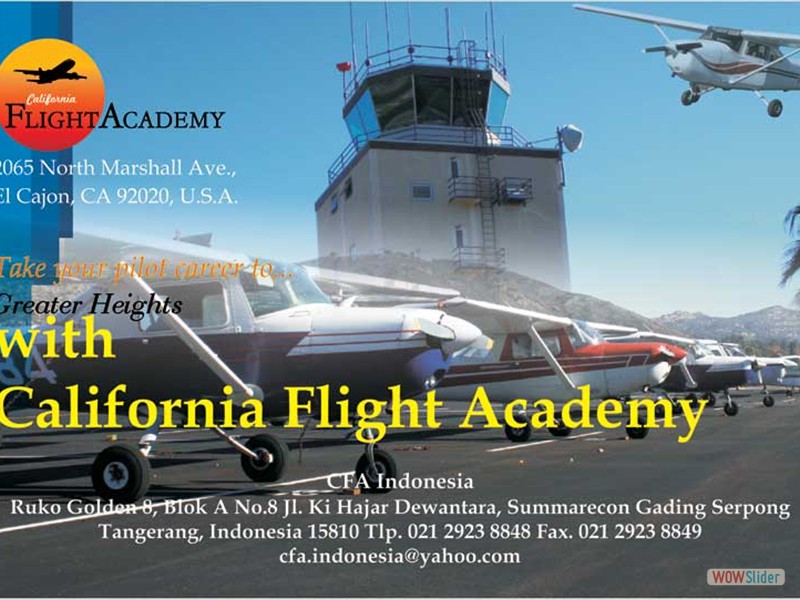 California
FLIGHT ACADEMY
2065 North Marshall Ave.,
El Cajon, CA 92020, U.S.A.
Take your pilot career to...
Greater Heights
with
California Flight Academy
CFA Indonesia
Ruko Golden 8, Blok A No.8 Jl. Ki Hajar Dewantara, Summarecon Gading Serpong
Tangerang, Indonesia 15810 Tlp. 021 2923 8848 Fax. 021 2923 8849
cfa.indonesia@yahoo.com
WOWSlider